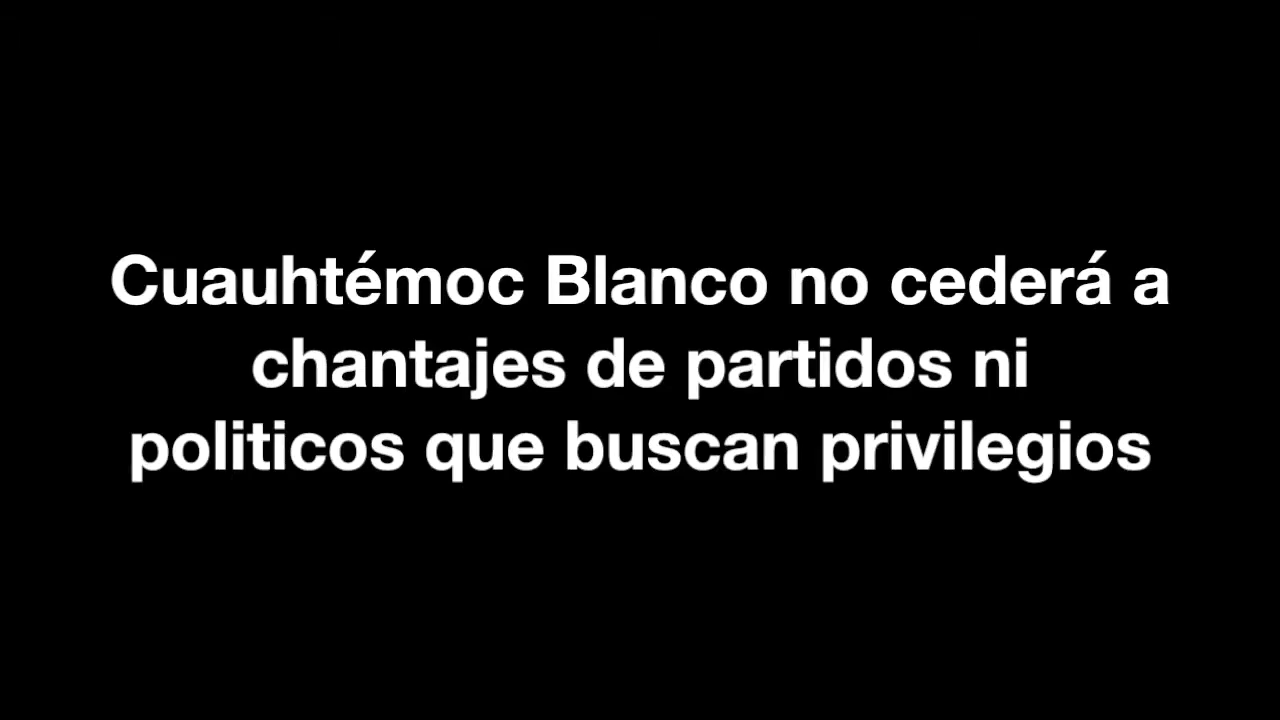 Cuauhtémoc Blanco no cederá a
chantajes de partidos ni
politicos que buscan privilegios